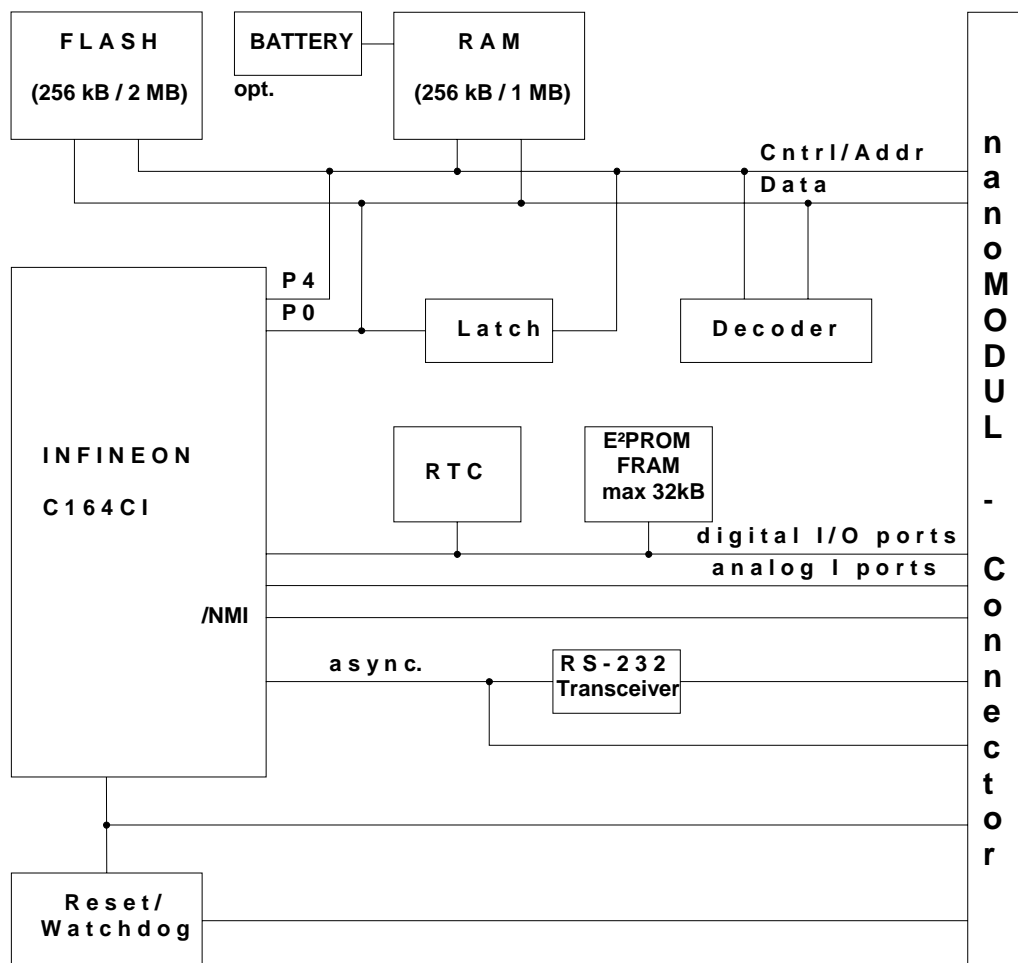 FLASH
(256 kB / 2 MB)
BATTERY
opt.
RAM
(256 kB / 1 MB)
Cntrl/Addr
Data
P4
P0
Latch
Decoder
INFINEON
C164CI
RTC
E²PROM
FRAM
max 32kB
digital I/O ports
analog I ports
/NMI
async.
RS-232
Transceiver
Reset/
Watchdog
nanoMODUL - Connector